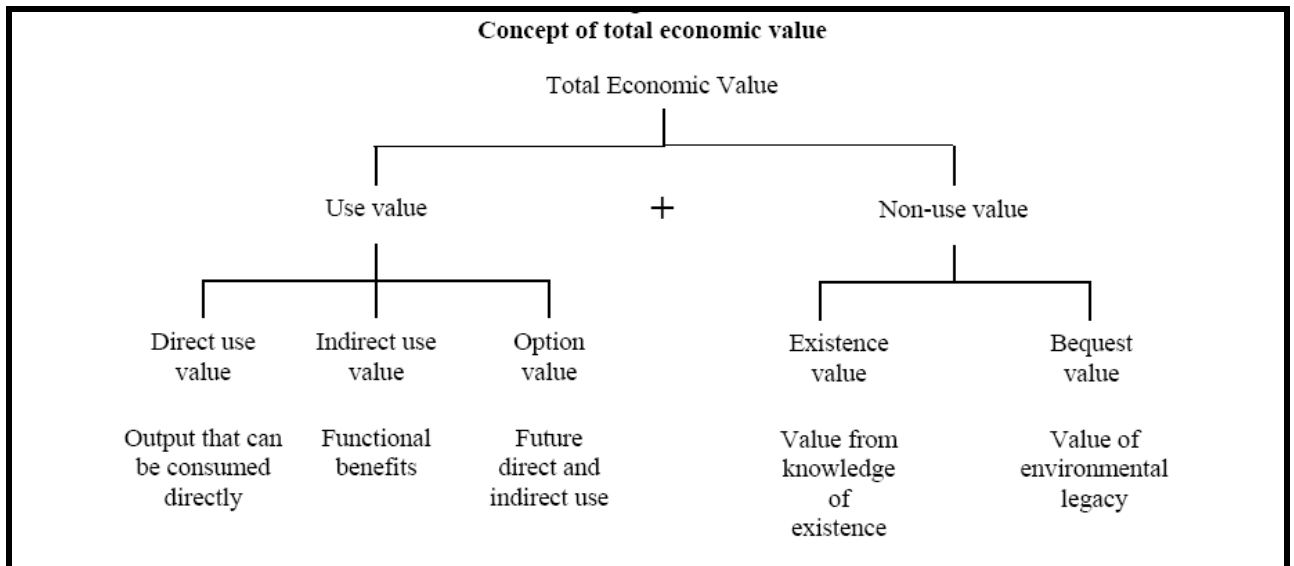 Concept of total economic value
Total Economic Value
Use value
+
Non-use value
Direct use
value
Indirect use
value
Option
value
Existence
value
Bequest
value
Output that can
be consumed
directly
Functional
benefits
Future
direct and
indirect use
Value from
knowledge
of
existence
Value of
environmental
legacy